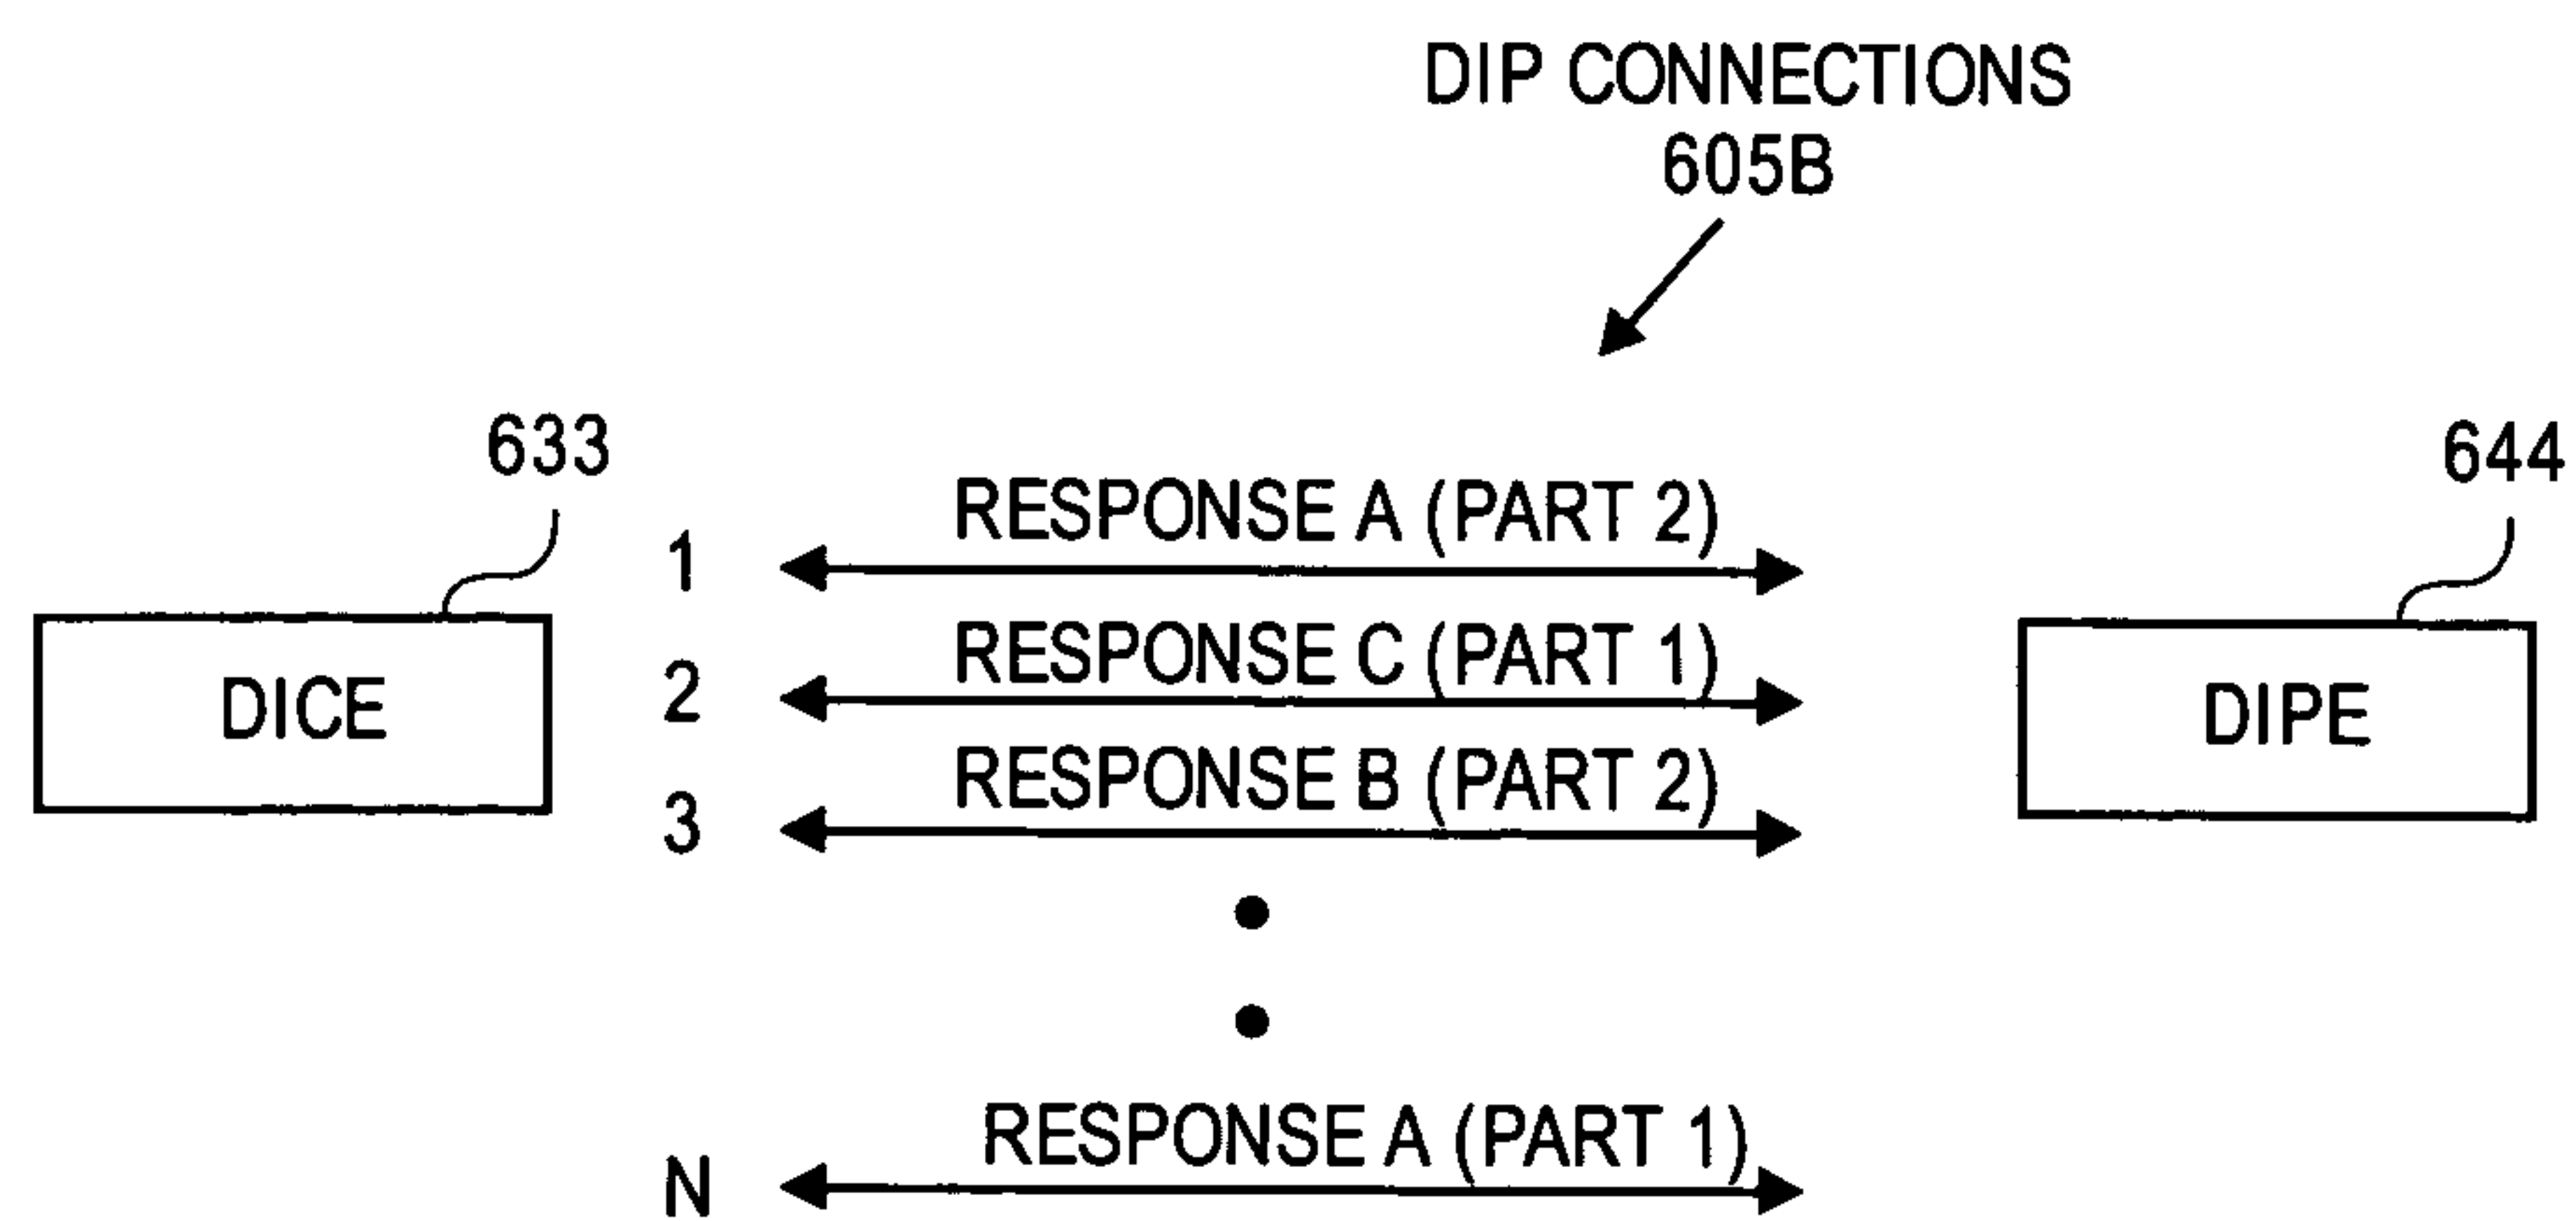 DIP CONNECTIONS
605B
633
644
RESPONSE A (PART 2)
1
RESPONSE C (PART 1)
DICE
2
DIPE
RESPONSE B (PART 2)
3
RESPONSE A (PART 1)
N